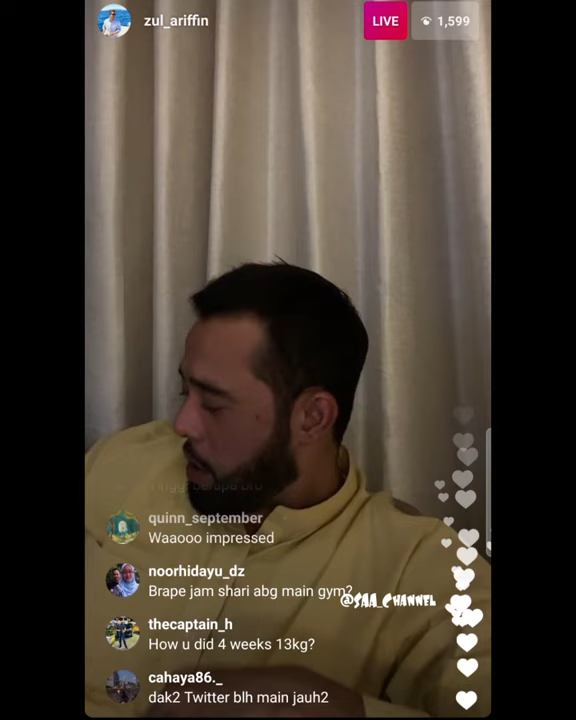 zul_ariffin
LIVE
1,599
quinn_september
Waaooo impressed
noorhidayu_dz
Brape jam shari abg main gym?
@SAA_CHANNEL
thecaptain_h
How u did 4 weeks 13kg?
cahaya86._
dak2 Twitter blh main jauh2